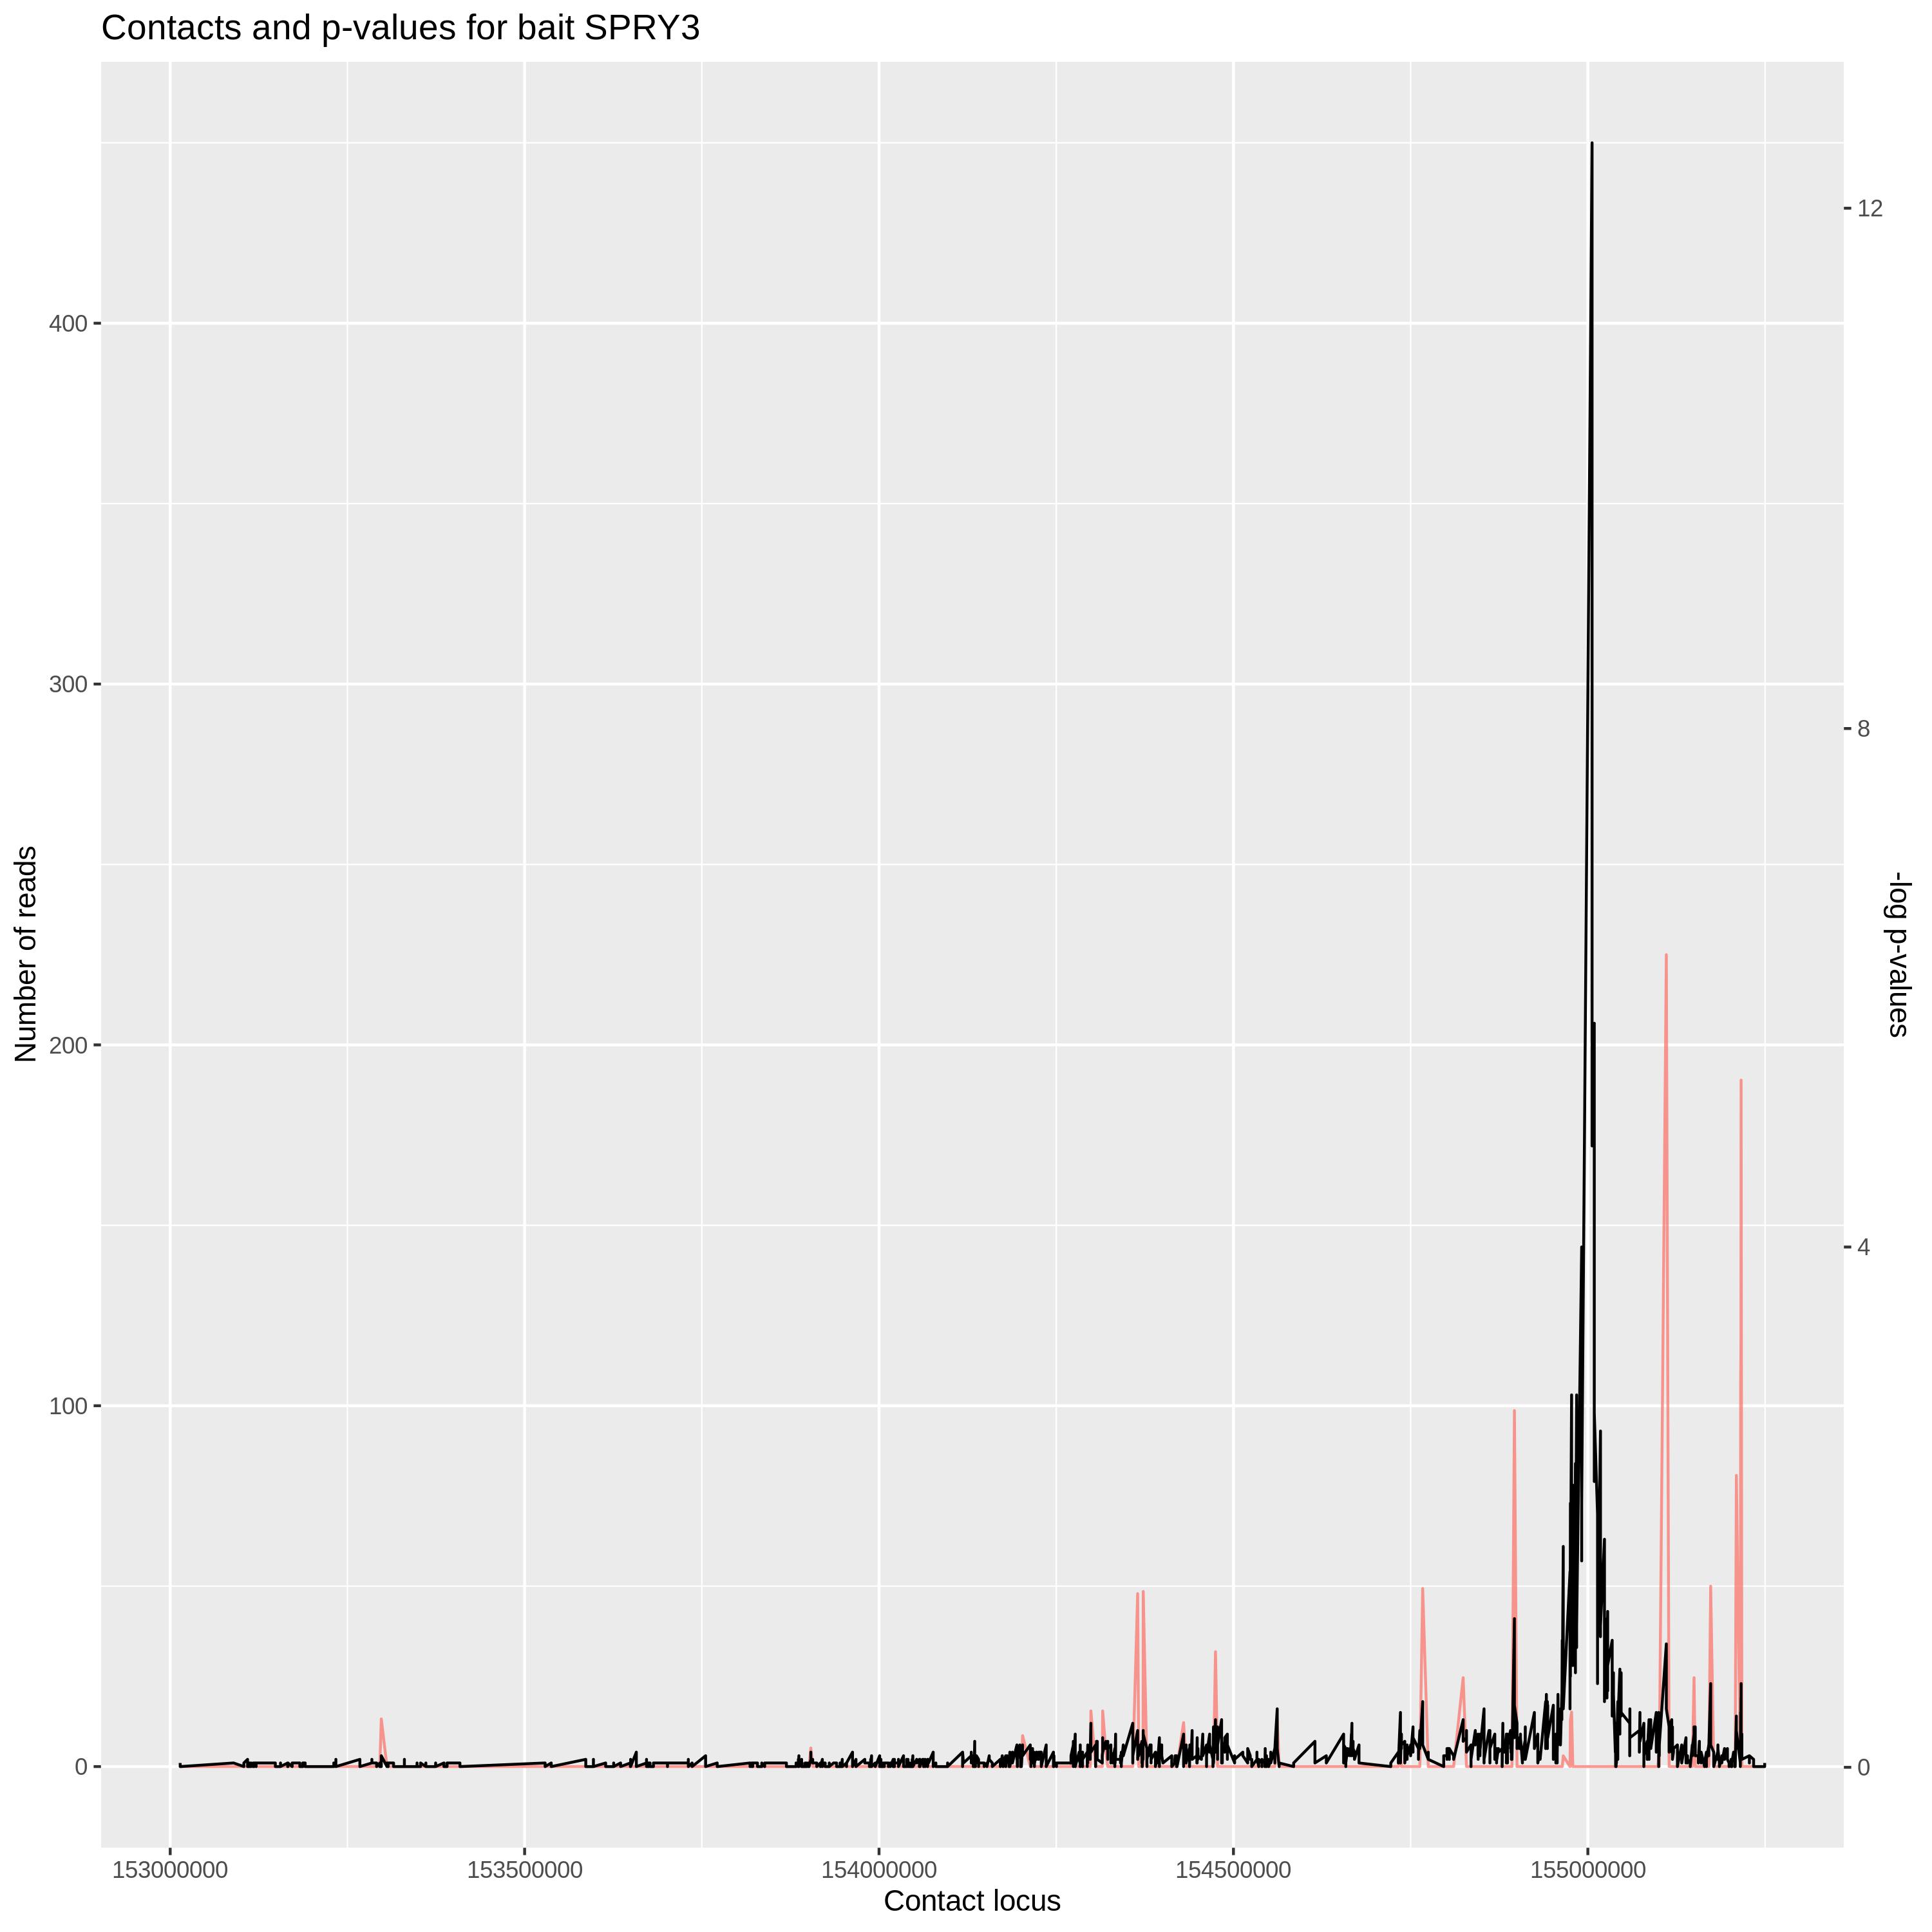 Contacts and p-values for bait SPRY3
Number of reads
400
300
200
100
0
12
8
4
0
-log p-values
153000000 153500000 154000000 154500000 155000000
Contact locus